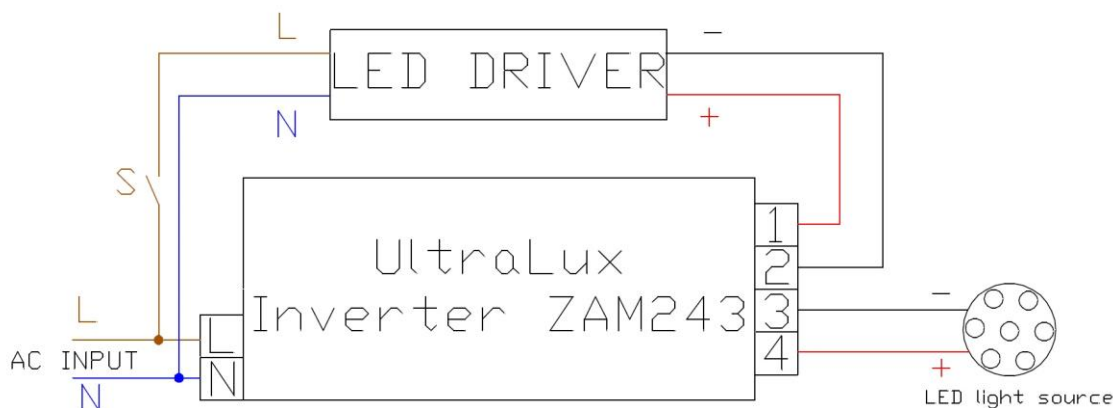 L
-
LED DRIVER
N
+
S
1
UltraLux
2
Inverter ZAM243
3
-
L
L
AC INPUT
4
N
N
+
LED light source